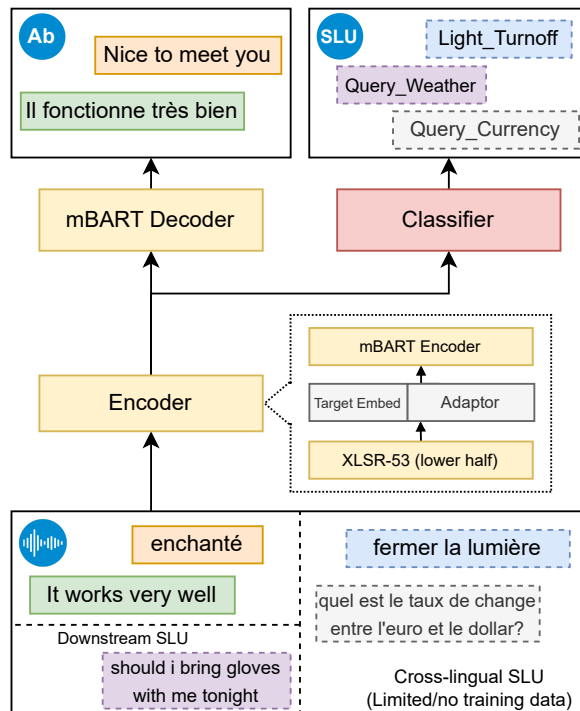 Ab
Nice to meet you
Il fonctionne très bien
SLU
Light_Turnoff
Query_Weather
Query_Currency
mBART Decoder
Classifier
Encoder
mBART Encoder
Target Embed
Adaptor
XLSR-53 (lower half)
enchanté
It works very well
Downstream SLU
should i bring gloves
with me tonight
fermer la lumière
quel est le taux de change
entre l'euro et le dollar?
Cross-lingual SLU
(Limited/no training data)